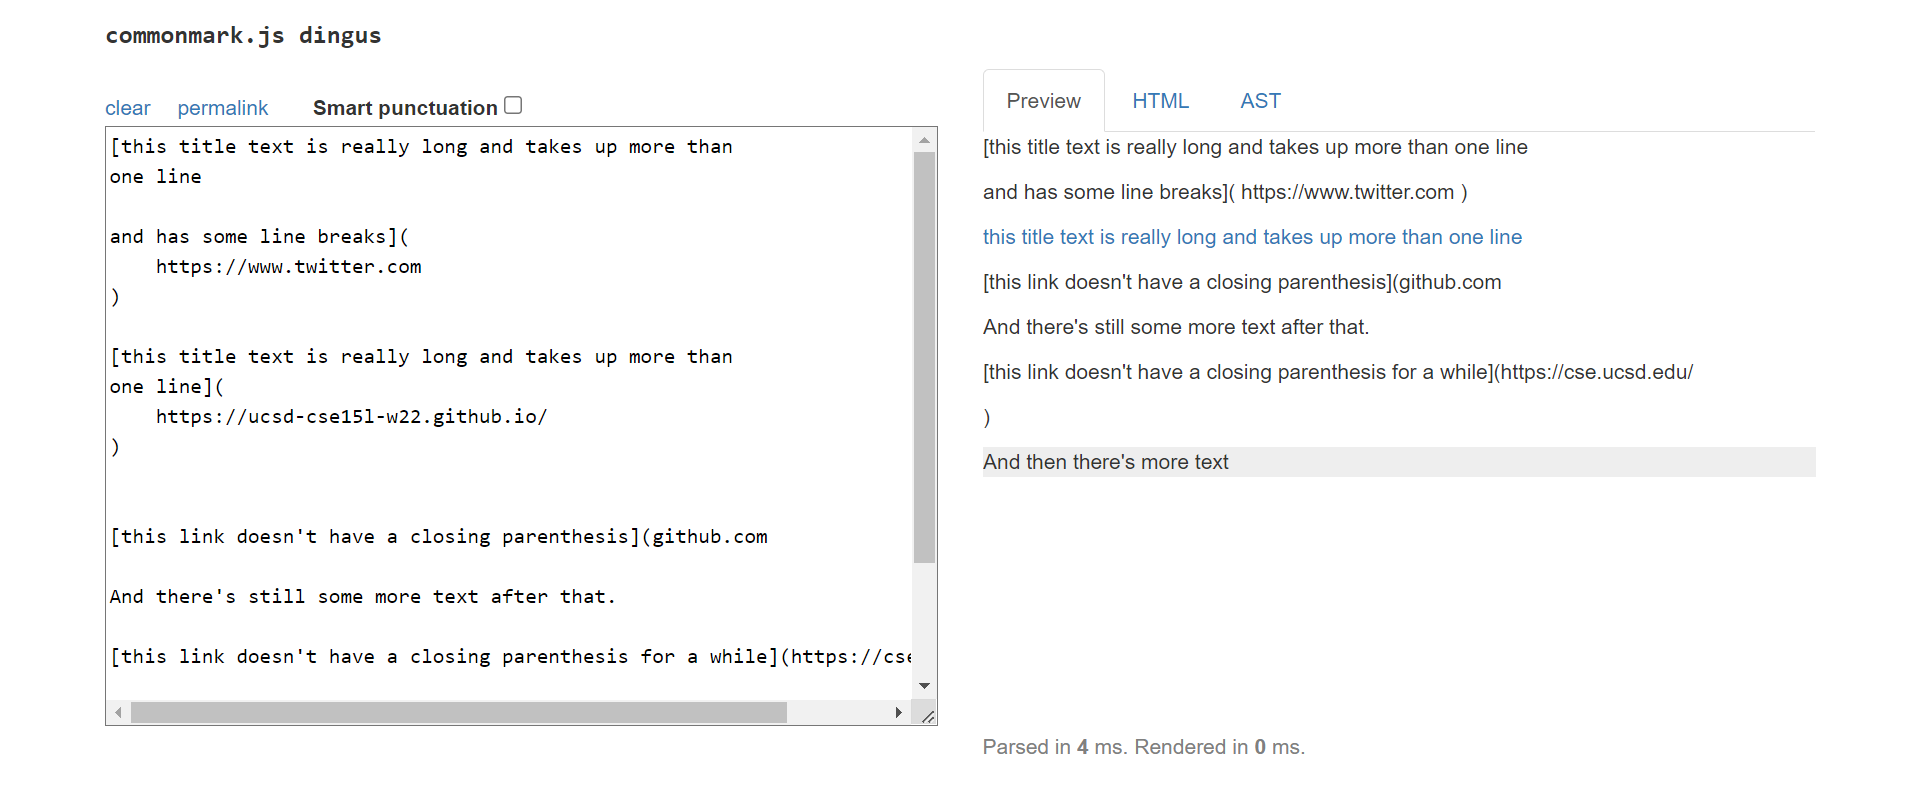 commonmark.js dingus
clear permalink Smart punctuation
[this title text is really long and takes up more than
one line
and has some line breaks](
https://www.twitter.com
)
[this title text is really long and takes up more than
one line](
https://ucsd-cse15l-w22.github.io/
)
[this link doesn't have a closing parenthesis](github.com
And there's still some more text after that.
[this link doesn't have a closing parenthesis for a while](https://cse
Preview HTML AST
[this title text is really long and takes up more than one line
and has some line breaks]( https://www.twitter.com )
this title text is really long and takes up more than one line
[this link doesn't have a closing parenthesis](github.com
And there's still some more text after that.
[this link doesn't have a closing parenthesis for a while](https://cse.ucsd.edu/
)
And then there's more text
Parsed in 4 ms. Rendered in 0 ms.